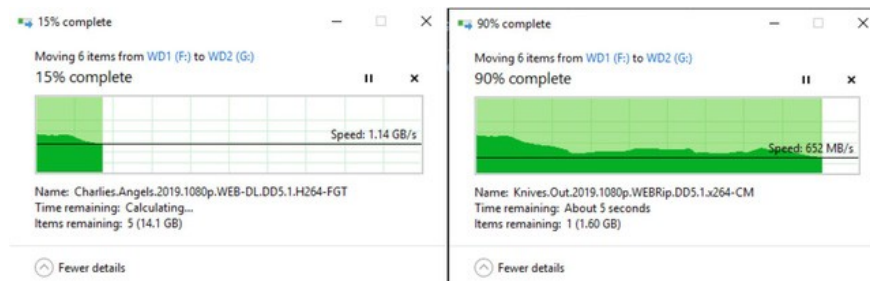 15% complete
Moving 6 items from WD1 (F:) to WD2 (G:)
15% complete
Speed: 1.14 GB/s
Name: Charlies.Angels.2019.1080p.WEB-DL.DD5.1.H264-FGT
Time remaining: Calculating...
Items remaining: 5 (14.1 GB)
Fewer details
90% complete
Moving 6 items from WD1 (F:) to WD2 (G:)
90% complete
Speed: 652 MB/s
Name: Knives.Out.2019.1080p.WEBRip.DD5.1.x264-CM
Time remaining: About 5 seconds
Items remaining: 1 (1.60 GB)
Fewer details